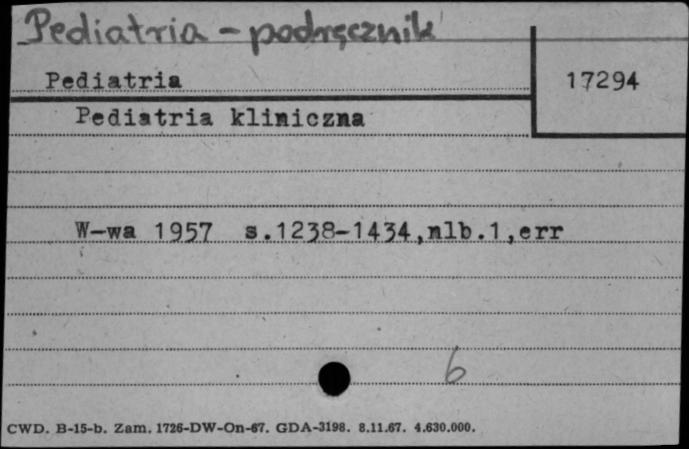 Pediatria - podręcznik
Pediatria
17294
Pediatria kliniczna
W-wa 1957 s.1238-1434,nlb.1,err
6
CWD. B-15-b. Zam. 1726-DW-On-67. GDA-3198. 8.11.67. 4.630.000.